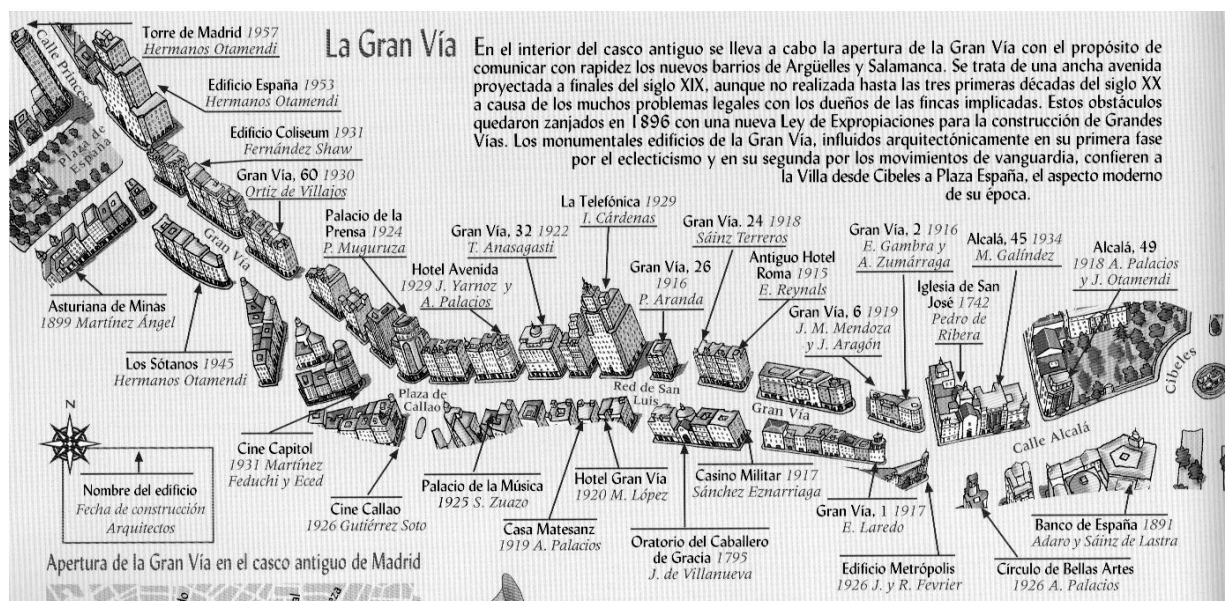 La Gran Vía
En el interior del casco antiguo se lleva a cabo la apertura de la Gran Vía con el propósito de
comunicar con rapidez los nuevos barrios de Argüelles y Salamanca. Se trata de una ancha avenida
proyectada a finales del siglo XIX, aunque no realizada hasta las tres primeras décadas del siglo XX
a causa de los muchos problemas legales con los dueños de las fincas implicadas. Estos obstáculos
quedaron zanjados en 1896 con una nueva Ley de Expropiaciones para la construcción de Grandes
Vías. Los monumentales edificios de la Gran Vía, influidos arquitectónicamente en su primera fase
por el eclecticismo y en su segunda por los movimientos de vanguardia, confieren a
la Villa desde Cibeles a Plaza España, el aspecto moderno
de su época.
Torre de Madrid 1957
Hermanos Otamendi
Calle Princesa
Edificio España 1953
Hermanos Otamendi
Plaza de
España
Edificio Coliseum 1931
Fernández Shaw
Gran Vía, 60 1930
Ortiz de Villajos
Gran Vía
Palacio de la
Prensa 1924
P. Muguruza
Hotel Avenida
1929 J. Yarnoz y
A. Palacios
Gran Vía, 32 1922
T. Anasagasti
La Telefónica 1929
I. Cárdenas
Gran Vía, 26
1916
P. Aranda
Gran Vía. 24 1918
Sáinz Terreros
Antiguo Hotel
Roma 1915
E. Reynals
Gran Vía, 6 1919
J. M. Mendoza
y J. Aragón
Gran Vía, 2 1916
E. Gambra y
A. Zumárraga
Iglesia de San
José 1742
Pedro de
Ribera
Alcalá, 45 1934
M. Galíndez
Alcalá, 49
1918 A. Palacios
y J. Otamendi
Cibeles
Asturiana de Minas
1899 Martínez Ángel
Los Sótanos 1945
Hermanos Otamendi
Plaza de
Callao
Red de San
Luis
Gran Vía
Calle Alcalá
N
Nombre del edificio
Fecha de construcción
Arquitectos
Cine Capitol
1931 Martínez
Feduchi y Eced
Cine Callao
1926 Gutiérrez Soto
Palacio de la Música
1925 S. Zuazo
Casa Matesanz
1919 A. Palacios
Hotel Gran Vía
1920 M. López
Oratorio del Caballero
de Gracia 1795
J. de Villanueva
Casino Militar 1917
Sánchez Eznarriaga
Gran Vía, 1 1917
E. Laredo
Edificio Metrópolis
1926 J. y R. Fevrier
Círculo de Bellas Artes
1926 A. Palacios
Banco de España 1891
Adaro y Sáinz de Lastra
Apertura de la Gran Vía en el casco antiguo de Madrid